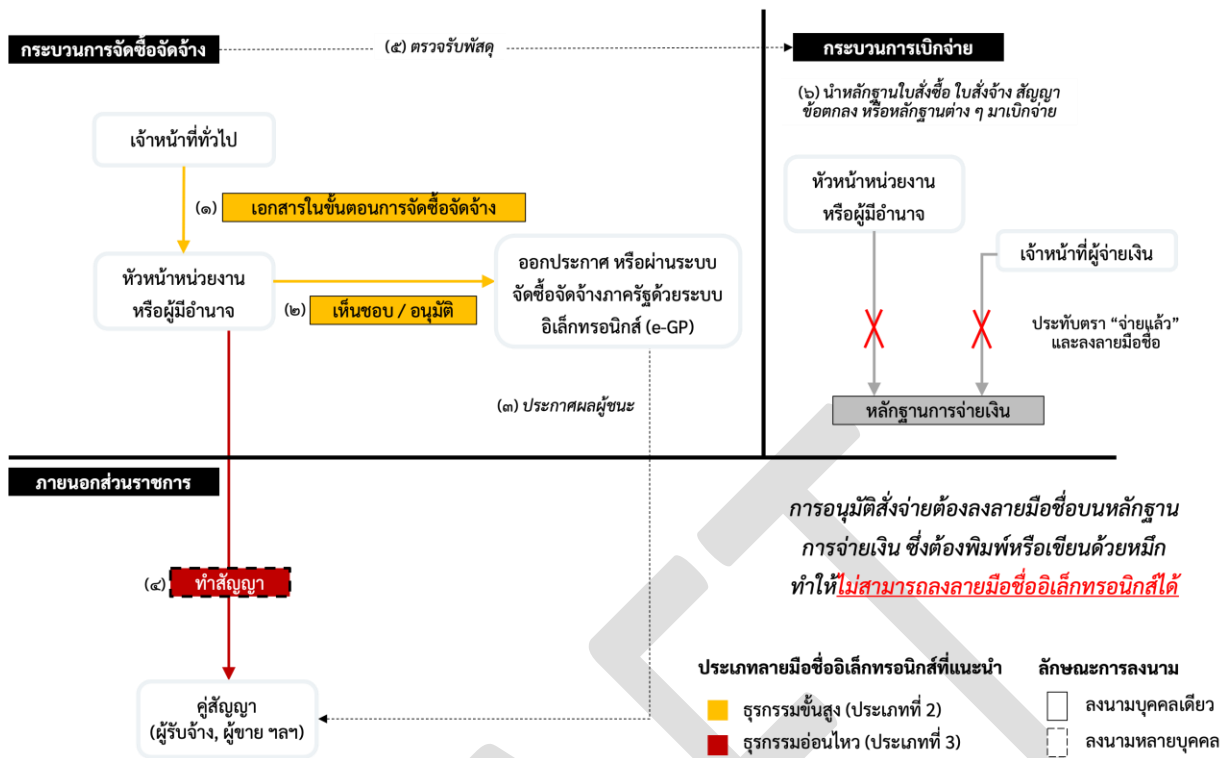 กระบวนการจัดซื้อจัดจ้าง
(๕) ตรวจรับพัสดุ
กระบวนการเบิกจ่าย
(๖) นำหลักฐานใบสั่งซื้อ ใบสั่งจ้าง สัญญา
ข้อตกลง หรือหลักฐานต่าง ๆ มาเบิกจ่าย
เจ้าหน้าที่ทั่วไป
(๑)
เอกสารในขั้นตอนการจัดซื้อจัดจ้าง
หัวหน้าหน่วยงาน
หรือผู้มีอำนาจ
(๒)
เห็นชอบ / อนุมัติ
ออกประกาศ หรือผ่านระบบ
จัดซื้อจัดจ้างภาครัฐด้วยระบบ
อิเล็กทรอนิกส์ (e-GP)
(๓) ประกาศผลผู้ชนะ
หัวหน้าหน่วยงาน
หรือผู้มีอำนาจ
เจ้าหน้าที่ผู้จ่ายเงิน
ประทับตรา “จ่ายแล้ว”
และลงลายมือชื่อ
หลักฐานการจ่ายเงิน
ภายนอกส่วนราชการ
(๔)
ทำสัญญา
คู่สัญญา
(ผู้รับจ้าง, ผู้ขาย ฯลฯ)
การอนุมัติสั่งจ่ายต้องลงลายมือชื่อบนหลักฐาน
การจ่ายเงิน ซึ่งต้องพิมพ์หรือเขียนด้วยหมึก
ทำให้ไม่สามารถลงลายมือชื่ออิเล็กทรอนิกส์ได้
ประเภทลายมือชื่ออิเล็กทรอนิกส์ที่แนะนำ
ธุรกรรมขั้นสูง (ประเภทที่ 2)
ธุรกรรมอ่อนไหว (ประเภทที่ 3)
ลักษณะการลงนาม
ลงนามบุคคลเดียว
ลงนามหลายบุคคล